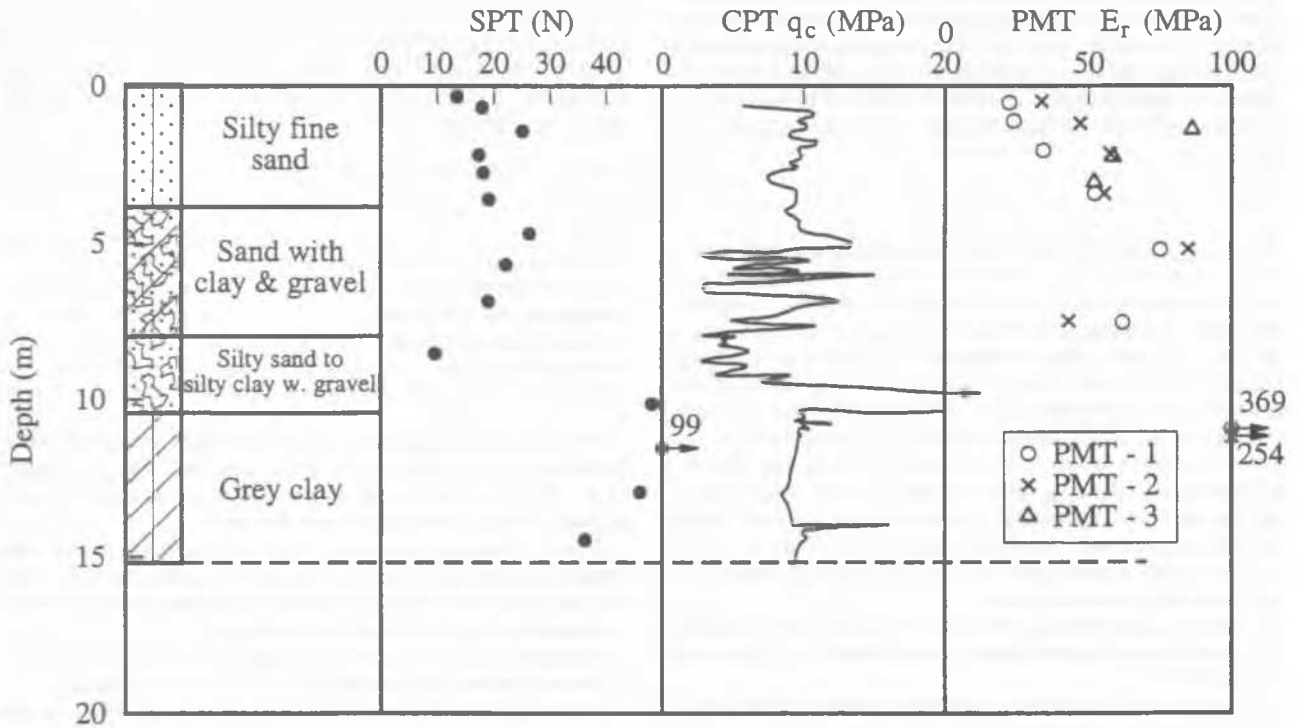 SPT (N) CPT qc (MPa) PMT Er (MPa)
0 10 20 30 40 0 10 20 0 50 100
0
5
10
15
20
Depth (m)
Silty fine
sand
Sand with
clay & gravel
Silty sand to
silty clay w. gravel
Grey clay
99
369
254
PMT - 1
PMT - 2
PMT - 3